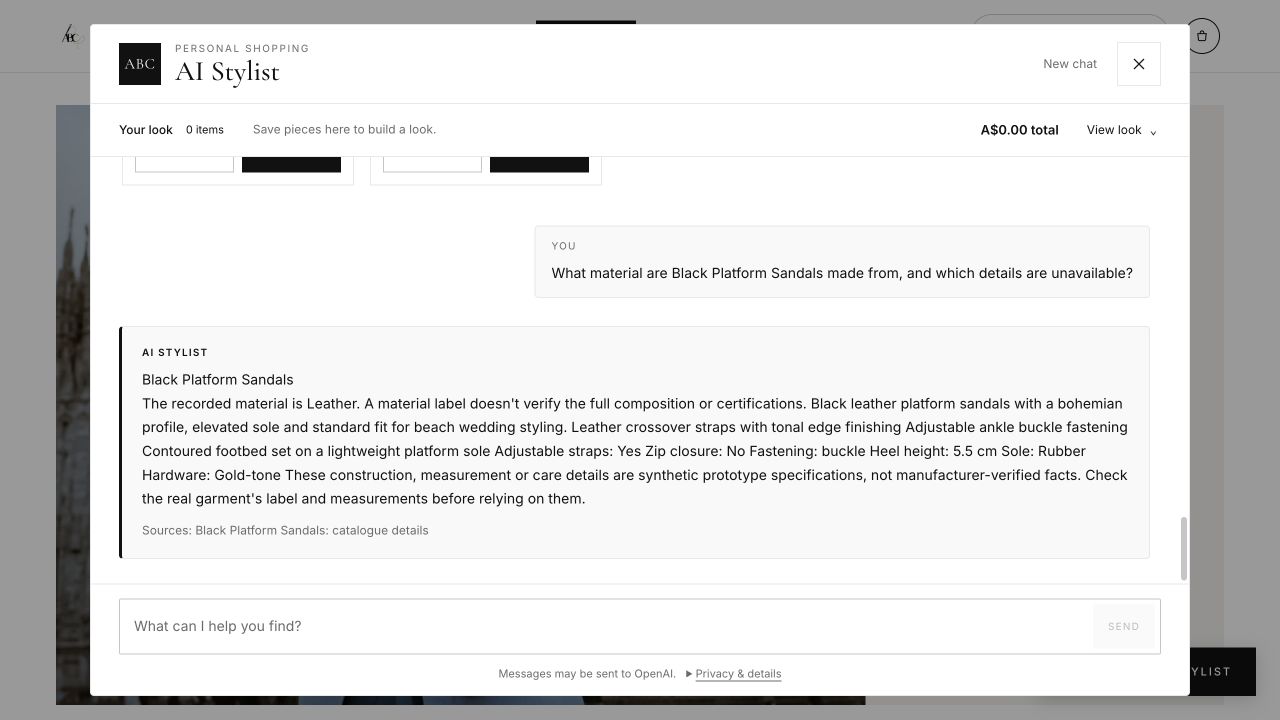 ABC
PERSONAL SHOPPING
AI Stylist
New chat
Your look 0 items Save pieces here to build a look. A$0.00 total View look
YOU
What material are Black Platform Sandals made from, and which details are unavailable?
AI STYLIST
Black Platform Sandals
The recorded material is Leather. A material label doesn't verify the full composition or certifications. Black leather platform sandals with a bohemian
profile, elevated sole and standard fit for beach wedding styling. Leather crossover straps with tonal edge finishing Adjustable ankle buckle fastening
Contoured footbed set on a lightweight platform sole Adjustable straps: Yes Zip closure: No Fastening: buckle Heel height: 5.5 cm Sole: Rubber
Hardware: Gold-tone These construction, measurement or care details are synthetic prototype specifications, not manufacturer-verified facts. Check
the real garment's label and measurements before relying on them.
Sources: Black Platform Sandals: catalogue details
What can I help you find?
SEND
Messages may be sent to OpenAI. Privacy & details
YLIST